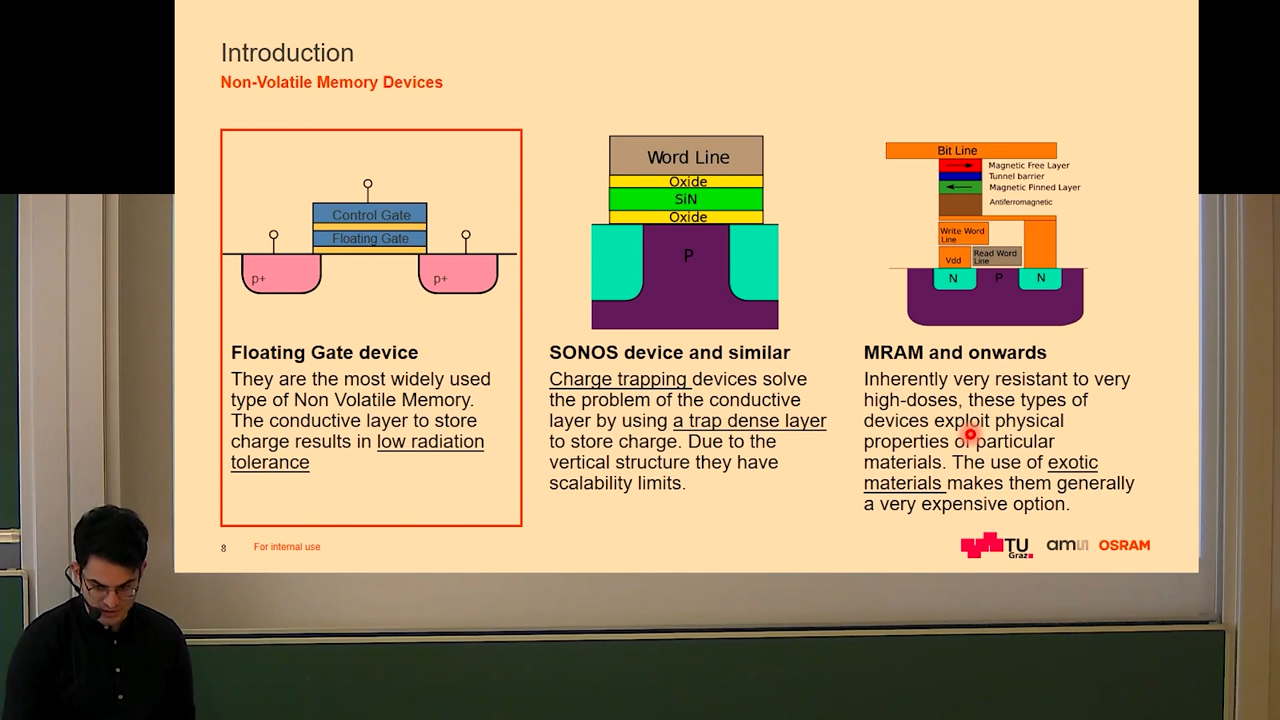 Introduction
Non-Volatile Memory Devices
Control Gate
Floating Gate
p+
p+
Floating Gate device
They are the most widely used
type of Non Volatile Memory.
The conductive layer to store
charge results in low radiation
tolerance
Word Line
Oxide
SiN
Oxide
P
SONOS device and similar
Charge trapping devices solve
the problem of the conductive
layer by using a trap dense layer
to store charge. Due to the
vertical structure they have
scalability limits.
Bit Line
Magnetic Free Layer
Tunnel barrier
Magnetic Pinned Layer
Antiferromagnetic
Write Word
Line
Vdd
Read Word
Line
N
P
N
MRAM and onwards
Inherently very resistant to very
high-doses, these types of
devices exploit physical
properties of particular
materials. The use of exotic
materials makes them generally
a very expensive option.
8
For internal use
TU
Graz
am
OSRAM